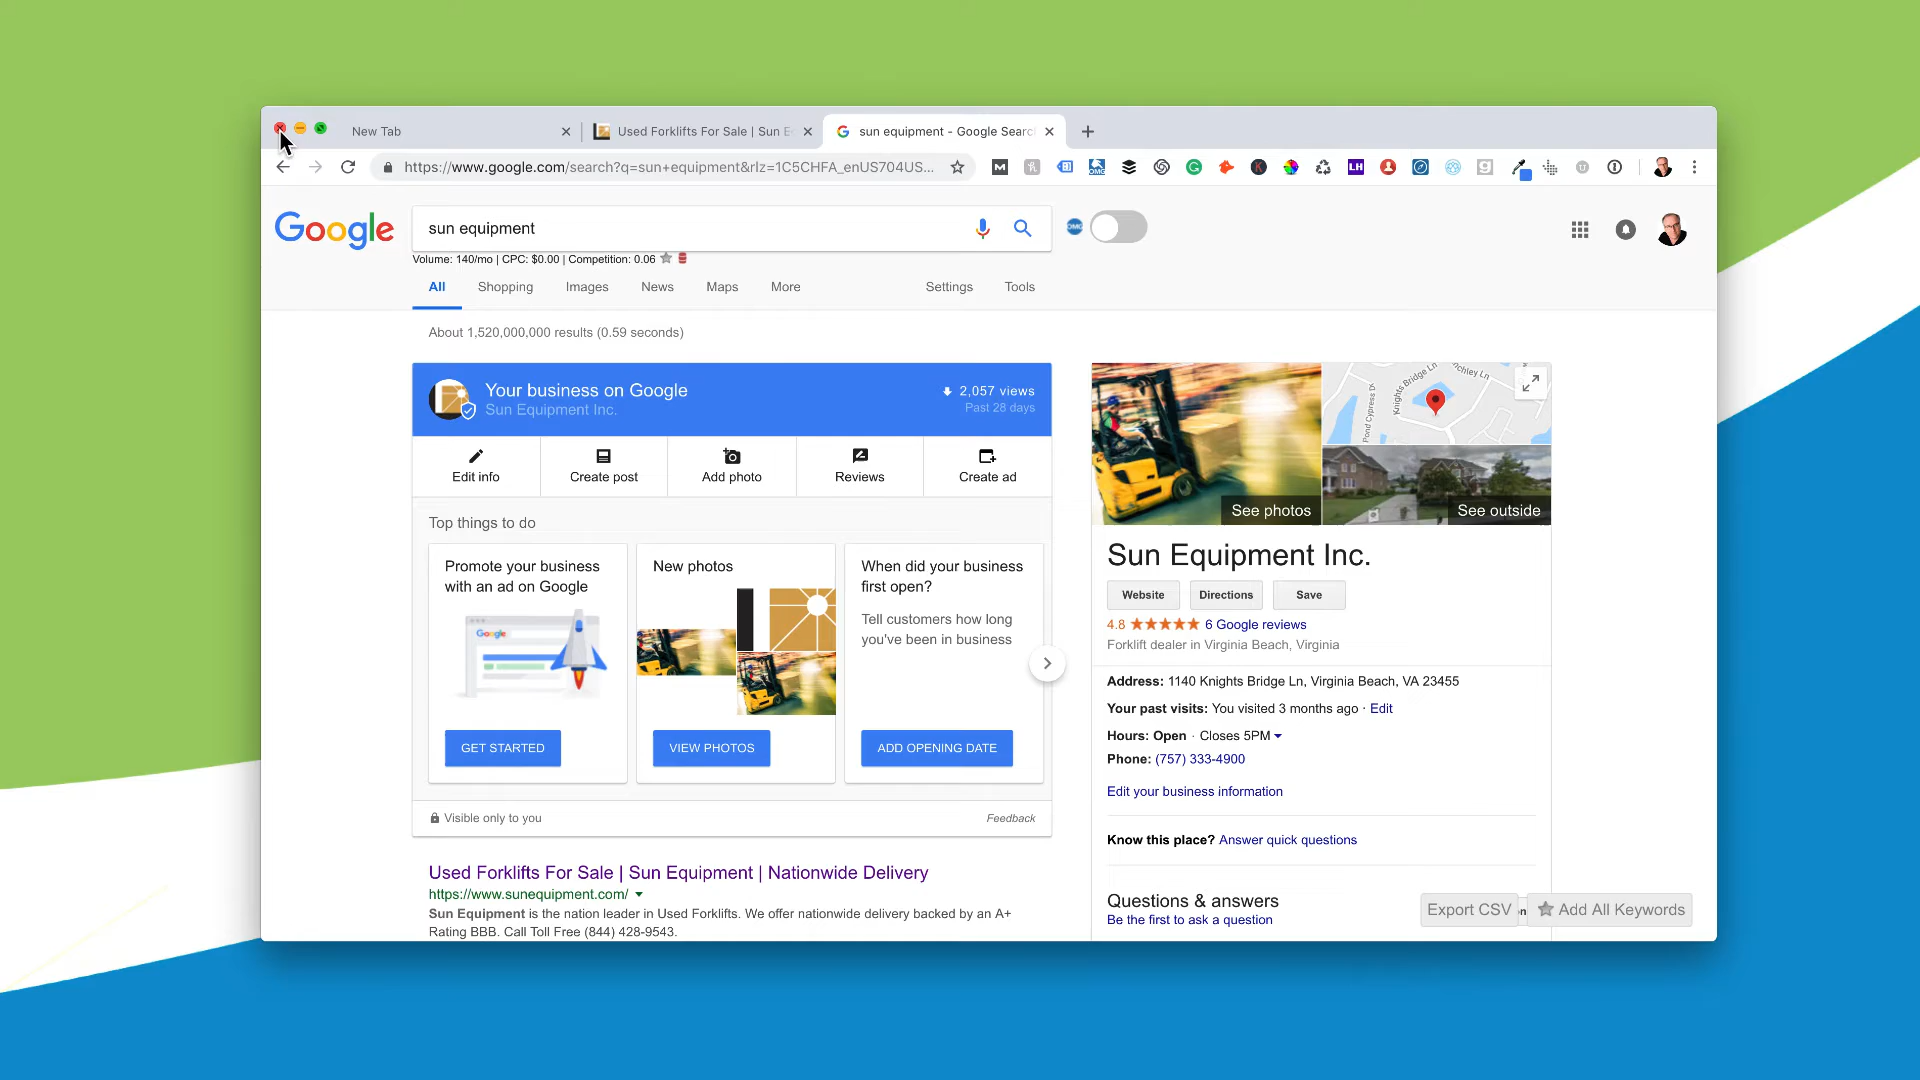 New Tab
Used Forklifts For Sale | Sun E
sun equipment - Google Searc
https://www.google.com/search?q=sun+equipment&rlz=1C5CHFA_enUS704US...
Google
sun equipment
Volume: 140/mo | CPC: $0.00 | Competition: 0.06
All
Shopping
Images
News
Maps
More
Settings
Tools
About 1,520,000,000 results (0.59 seconds)
Your business on Google
Sun Equipment Inc.
2,057 views
Past 28 days
Edit info
Create post
Add photo
Reviews
Create ad
Top things to do
Promote your business
with an ad on Google
Google
GET STARTED
New photos
VIEW PHOTOS
When did your business
first open?
Tell customers how long
you've been in business
ADD OPENING DATE
Visible only to you
Feedback
Used Forklifts For Sale | Sun Equipment | Nationwide Delivery
https://www.sunequipment.com/
Sun Equipment is the nation leader in Used Forklifts. We offer nationwide delivery backed by an A+
Rating BBB. Call Toll Free (844) 428-9543.
Knights Bridge Ln
Pond Cypress D
chley Ln
See photos
See outside
Sun Equipment Inc.
Website
Directions
Save
4.8
6 Google reviews
Forklift dealer in Virginia Beach, Virginia
Address: 1140 Knights Bridge Ln, Virginia Beach, VA 23455
Your past visits: You visited 3 months ago · Edit
Hours: Open · Closes 5PM
Phone: (757) 333-4900
Edit your business information
Know this place? Answer quick questions
Questions & answers
Be the first to ask a question
Export CSV
Add All Keywords